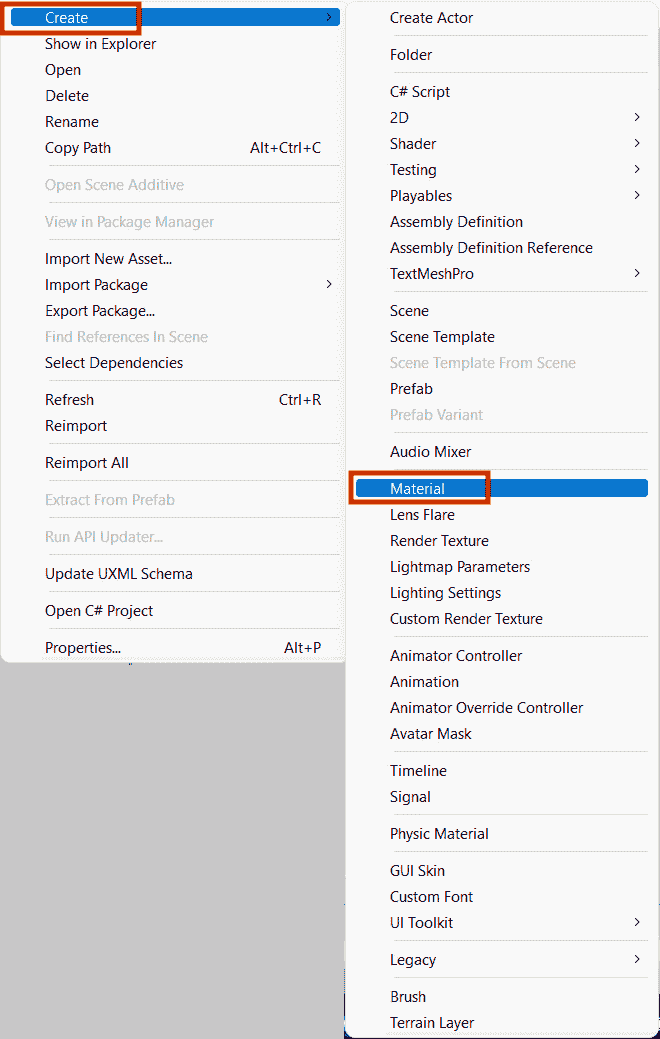 Create
Show in Explorer
Open
Delete
Rename
Copy Path Alt+Ctrl+C
Open Scene Additive
View in Package Manager
Import New Asset...
Import Package
Export Package...
Find References In Scene
Select Dependencies
Refresh Ctrl+R
Reimport
Reimport All
Extract From Prefab
Run API Updater...
Update UXML Schema
Open C# Project
Properties... Alt+P
Create Actor
Folder
C# Script
2D
Shader
Testing
Playables
Assembly Definition
Assembly Definition Reference
TextMeshPro
Scene
Scene Template
Scene Template From Scene
Prefab
Prefab Variant
Audio Mixer
Material
Lens Flare
Render Texture
Lightmap Parameters
Lighting Settings
Custom Render Texture
Animator Controller
Animation
Animator Override Controller
Avatar Mask
Timeline
Signal
Physic Material
GUI Skin
Custom Font
UI Toolkit
Legacy
Brush
Terrain Layer